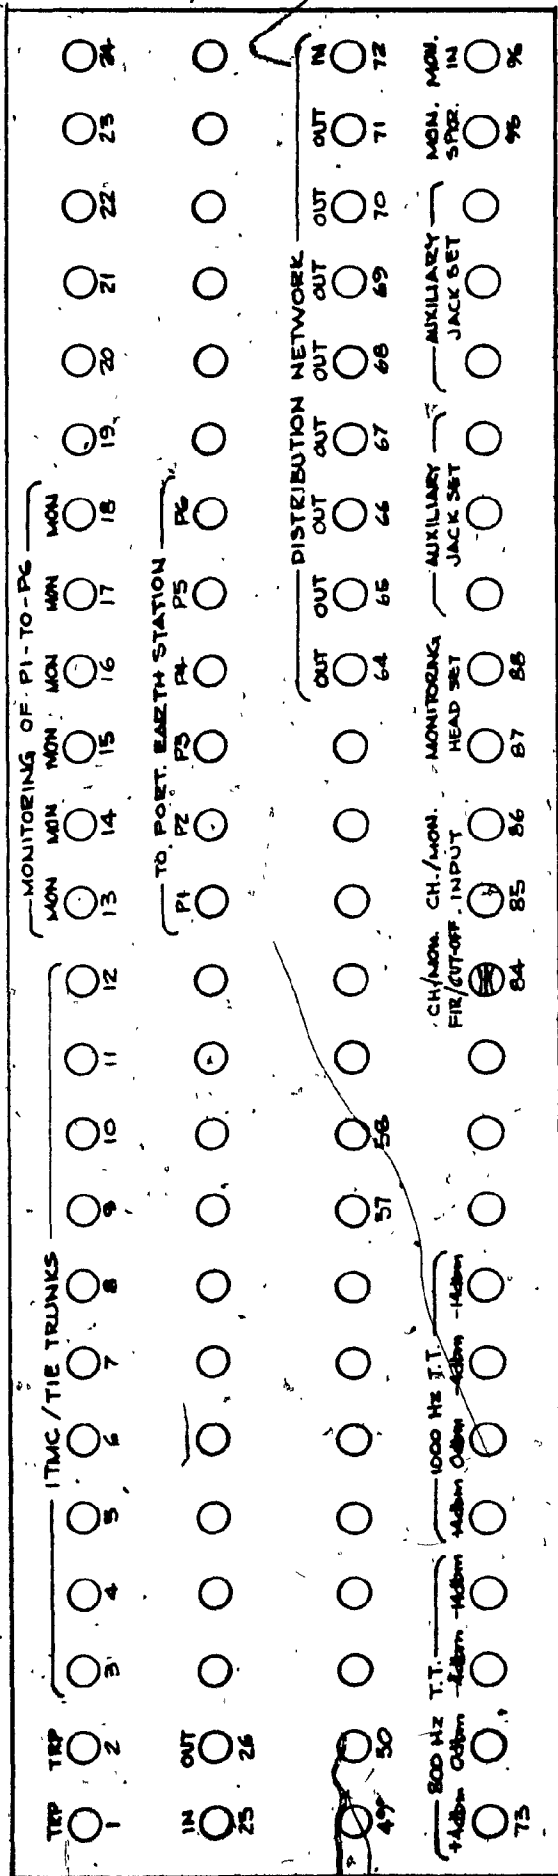 MONITORING OF P1-TO-P6
ITMC/TIE TRUNKS
TRP TRP MON MON MON MON MON MON
1 2 3 4 5 6 7 8 9 10 11 12 13 14 15 16 17 18 19 20 21 22 23 24
TO PORT. EARTH STATION
IN OUT P1 P2 P3 P4 P5 P6
25 26
DISTRIBUTION NETWORK
OUT OUT OUT OUT OUT OUT OUT OUT IN
49 50 57 58 64 65 66 67 68 69 70 71 72
800 HZ T.T. 1000 HZ T.T. CH/MON. CH./MON. MONITORING AUXILIARY AUXILIARY MON. MON.
+4dbm 0dbm -4dbm -14dbm +4dbm 0dbm -4dbm -14dbm FIR/CUT-OFF. INPUT HEAD SET JACK SET JACK SET SPKR. IN
73 84 85 86 87 88 95 96